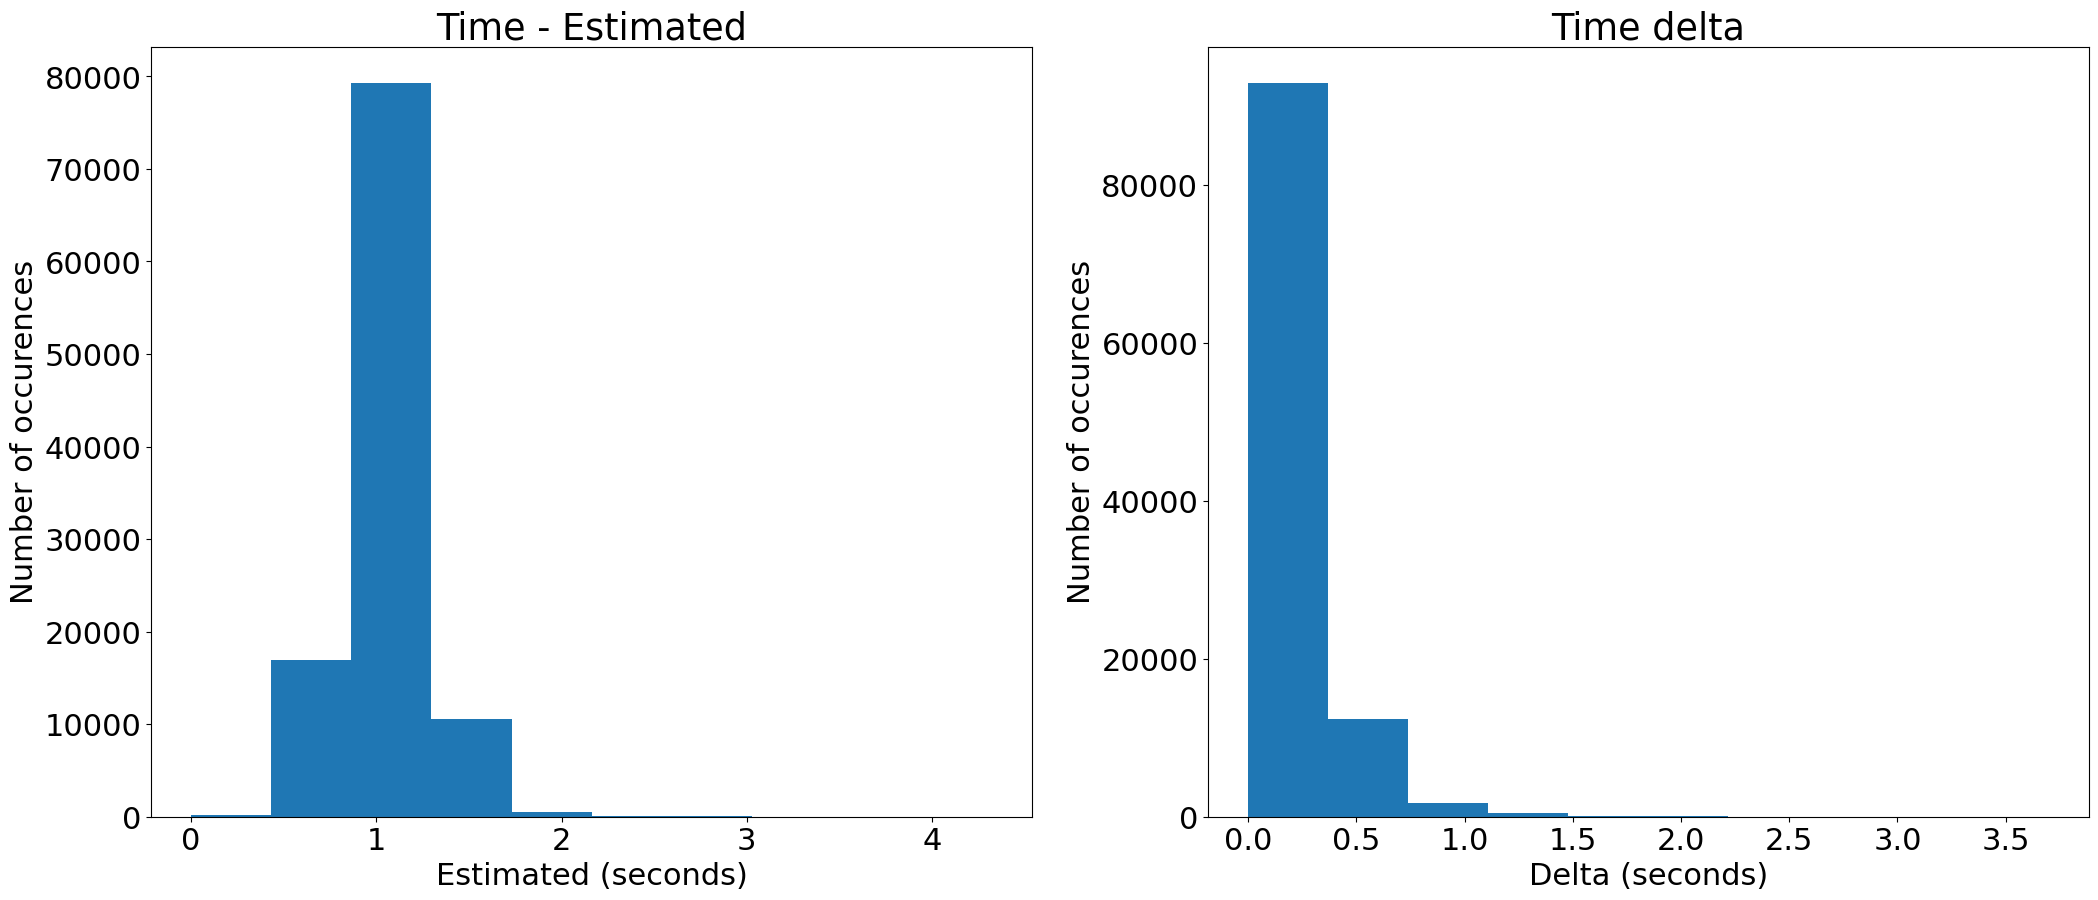 Time - Estimated
80000
70000
60000
50000
40000
30000
20000
10000
0
Number of occurences
0 1 2 3 4
Estimated (seconds)
Time delta
80000
60000
40000
20000
0
Number of occurences
0.0 0.5 1.0 1.5 2.0 2.5 3.0 3.5
Delta (seconds)